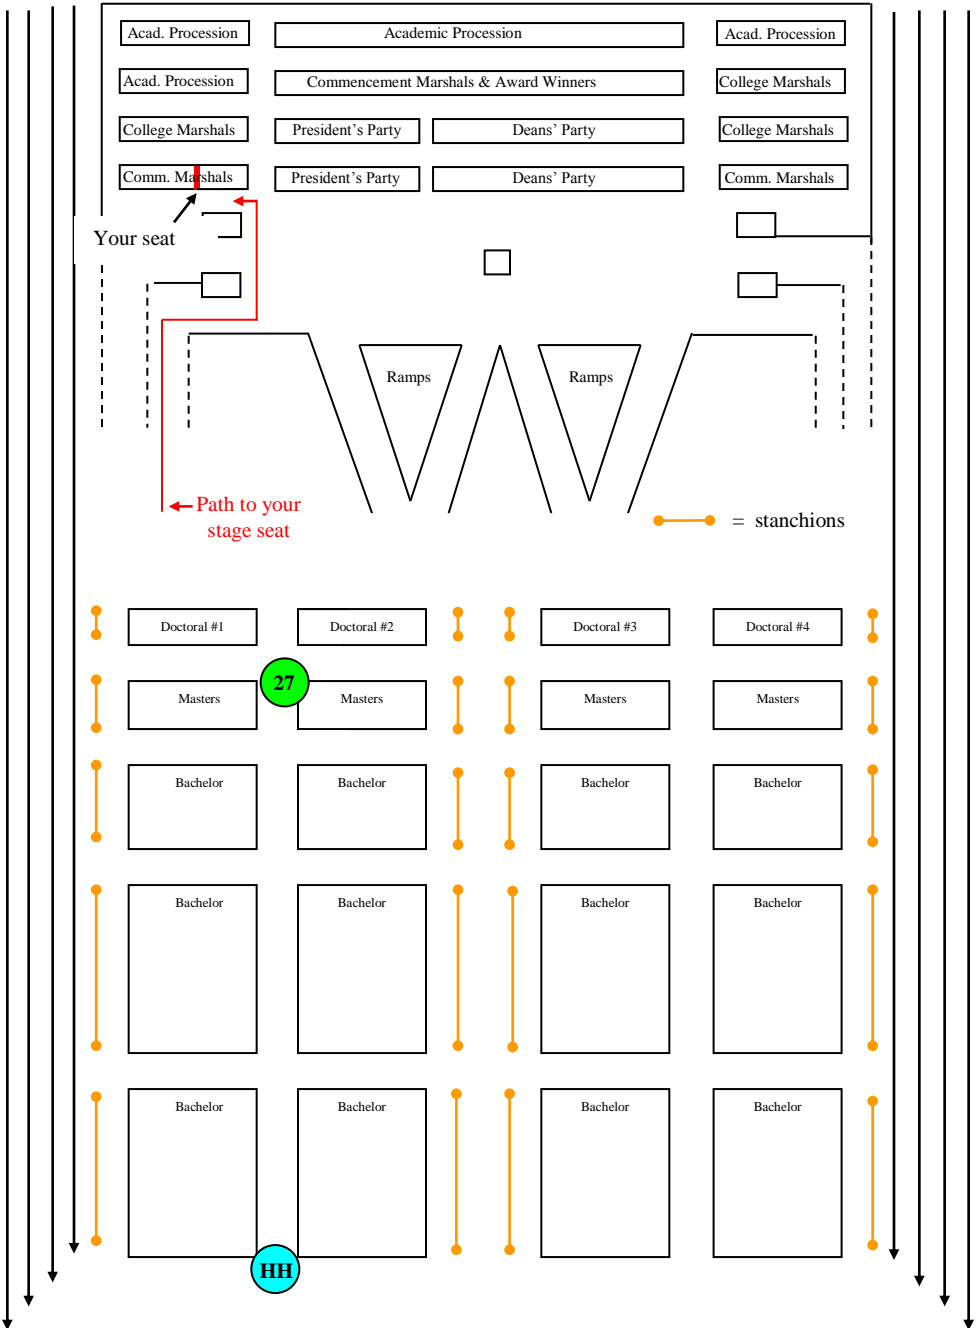 Acad. Procession Academic Procession Acad. Procession
Acad. Procession Commencement Marshals & Award Winners College Marshals
College Marshals President’s Party Deans’ Party College Marshals
Comm. Marshals President’s Party Deans’ Party Comm. Marshals
Your seat
Ramps Ramps
Path to your
stage seat
= stanchions
Doctoral #1 Doctoral #2 Doctoral #3 Doctoral #4
27
Masters Masters Masters Masters
Bachelor Bachelor Bachelor Bachelor
Bachelor Bachelor Bachelor Bachelor
Bachelor Bachelor Bachelor Bachelor
HH